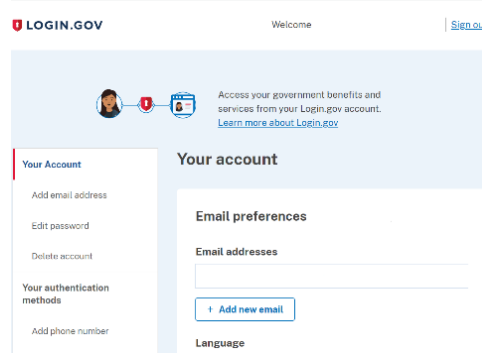 LOGIN.GOV
Welcome
Sign ou
Access your government benefits and
services from your Login.gov account.
Learn more about Login.gov
Your Account
Add email address
Edit password
Delete account
Your authentication
methods
Add phone number
Your account
Email preferences
Email addresses
+ Add new email
Language